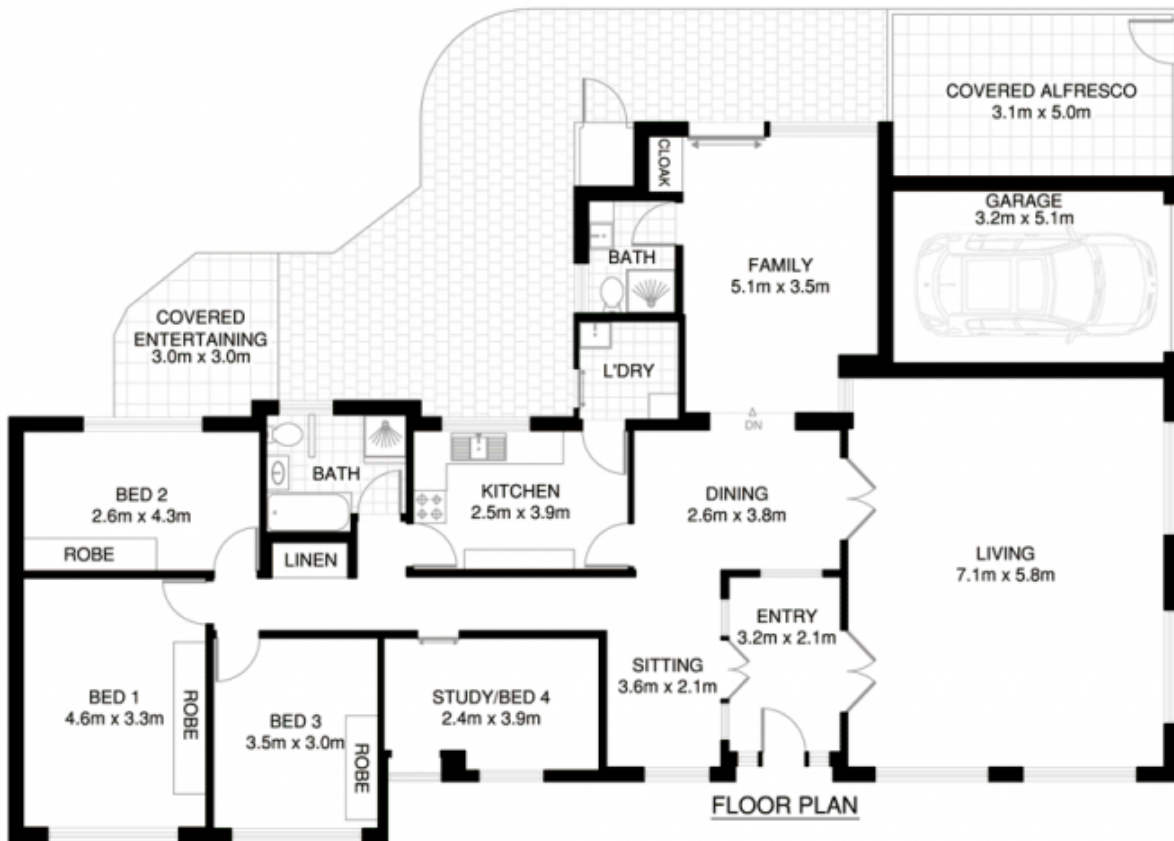 COVERED ALFRESCO
3.1m x 5.0m
CLOAK
GARAGE
3.2m x 5.1m
BATH
FAMILY
5.1m x 3.5m
COVERED
ENTERTAINING
3.0m x 3.0m
L'DRY
DN
BED 2
2.6m x 4.3m
ROBE
BATH
LINEN
KITCHEN
2.5m x 3.9m
DINING
2.6m x 3.8m
LIVING
7.1m x 5.8m
ENTRY
3.2m x 2.1m
BED 1
4.6m x 3.3m
ROBE
BED 3
3.5m x 3.0m
ROBE
STUDY/BED 4
2.4m x 3.9m
SITTING
3.6m x 2.1m
FLOOR PLAN